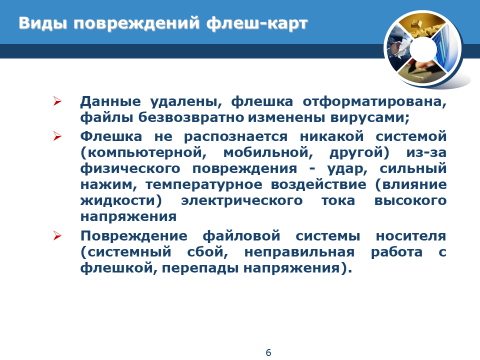 Виды повреждений флеш-карт
Данные удалены, флешка отформатирована,
файлы безвозвратно изменены вирусами;
Флешка не распознается никакой системой
(компьютерной, мобильной, другой) из-за
физического повреждения - удар, сильный
нажим, температурное воздействие (влияние
жидкости) электрического тока высокого
напряжения
Повреждение файловой системы носителя
(системный сбой, неправильная работа с
флешкой, перепады напряжения).
6